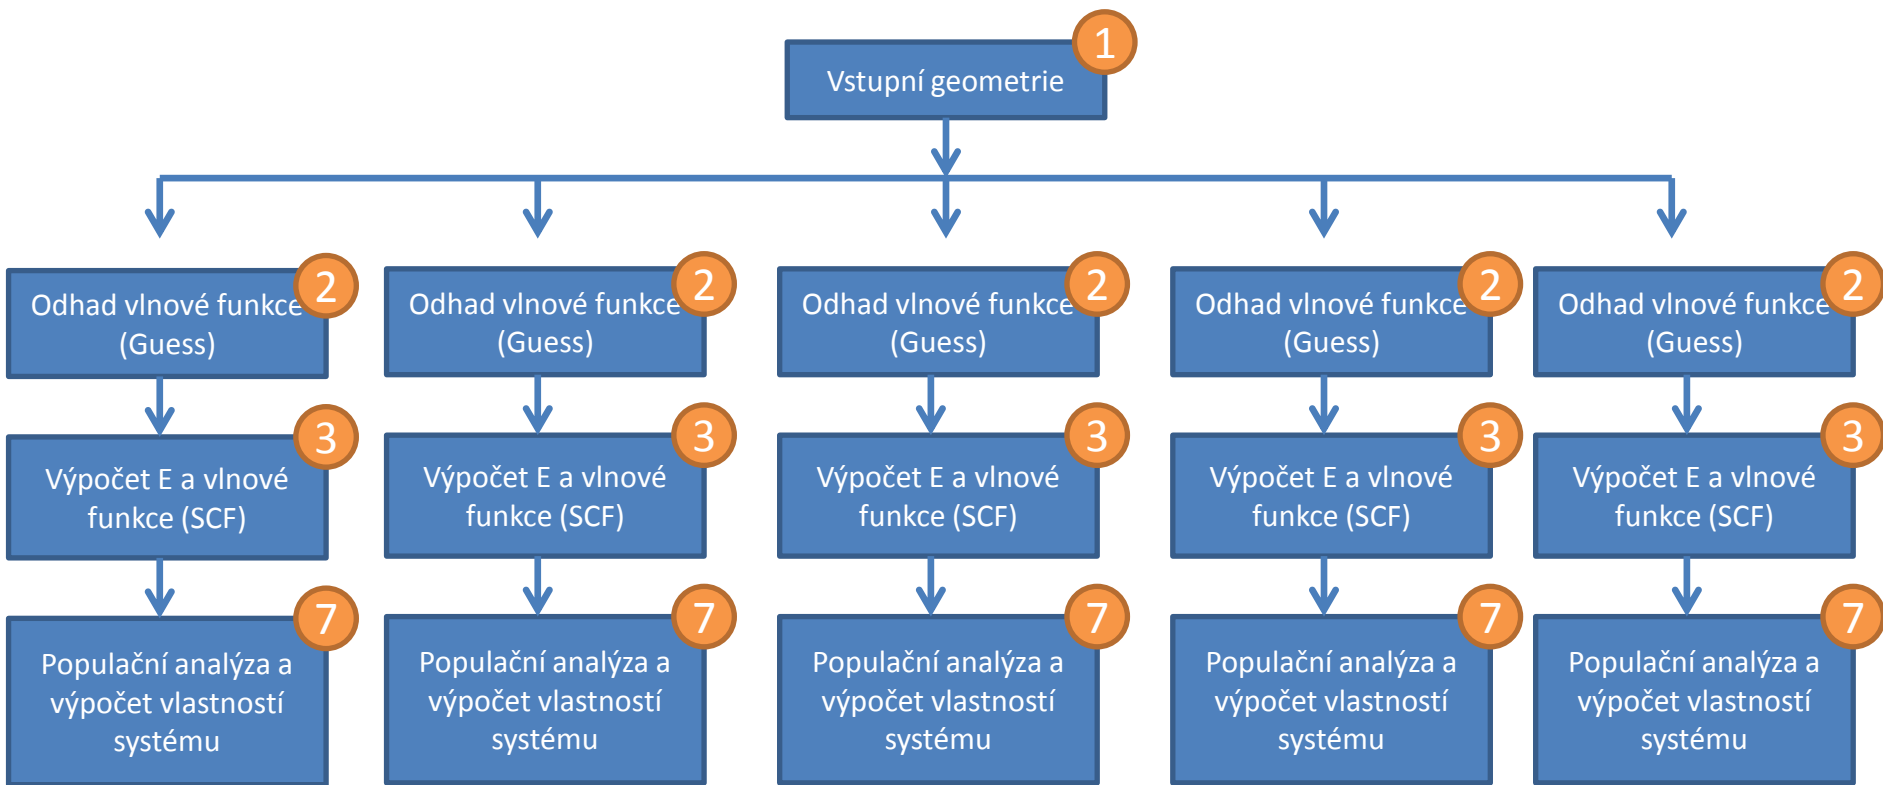 1
Vstupní geometrie
2
Odhad vlnové funkce
(Guess)
2
Odhad vlnové funkce
(Guess)
2
Odhad vlnové funkce
(Guess)
2
Odhad vlnové funkce
(Guess)
2
Odhad vlnové funkce
(Guess)
3
Výpočet E a vlnové
funkce (SCF)
3
Výpočet E a vlnové
funkce (SCF)
3
Výpočet E a vlnové
funkce (SCF)
3
Výpočet E a vlnové
funkce (SCF)
3
Výpočet E a vlnové
funkce (SCF)
7
Populační analýza a
výpočet vlastností
systému
7
Populační analýza a
výpočet vlastností
systému
7
Populační analýza a
výpočet vlastností
systému
7
Populační analýza a
výpočet vlastností
systému
7
Populační analýza a
výpočet vlastností
systému